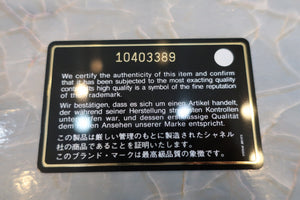 10403389
We certify the authenticity of this item and confirm
that it has been subjected to the most exacting quality
controls. Its high quality is a symbol of the fine reputation
of the trademark.
Wir bestätigen, dass es sich um einen Artikel handelt,
der während seiner Herstellung strengsten Kontrollen
unterworfen war, und dessen erstklassige Qualität
dem hohen Ansehen unserer Marke entspricht.
この製品は厳しい管理のもとに製造されたシャネル
社の商品であることを証明いたします。
このブランド・マークは最高級品質の象徴です。